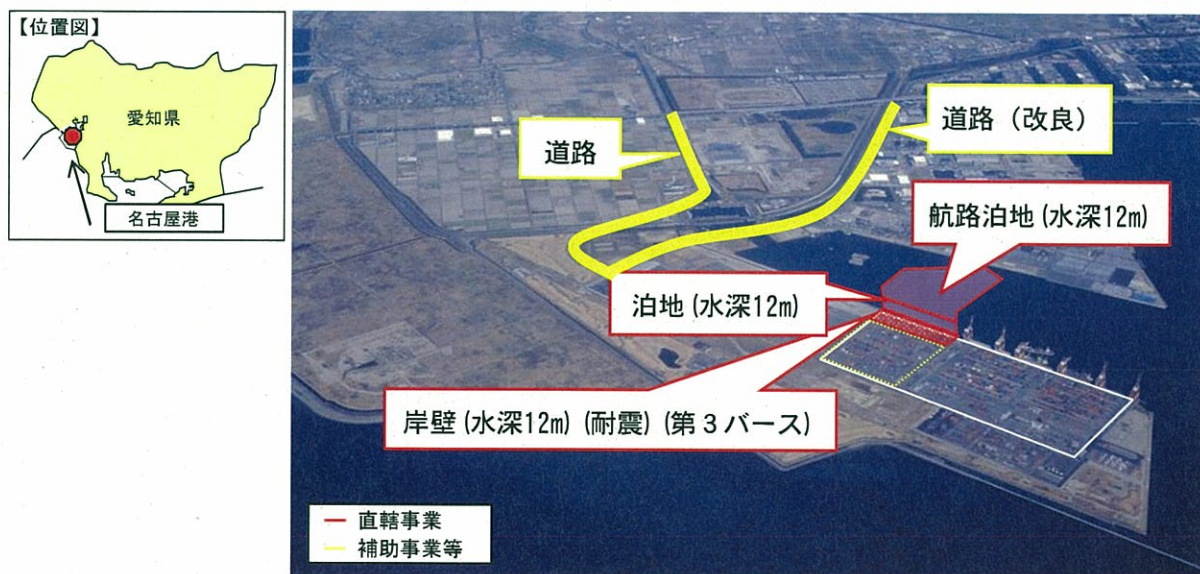 【位置図】
愛知県
名古屋港
道路
道路（改良）
航路泊地(水深12m)
泊地(水深12m)
岸壁(水深12m)(耐震)(第３バース)
直轄事業
補助事業等